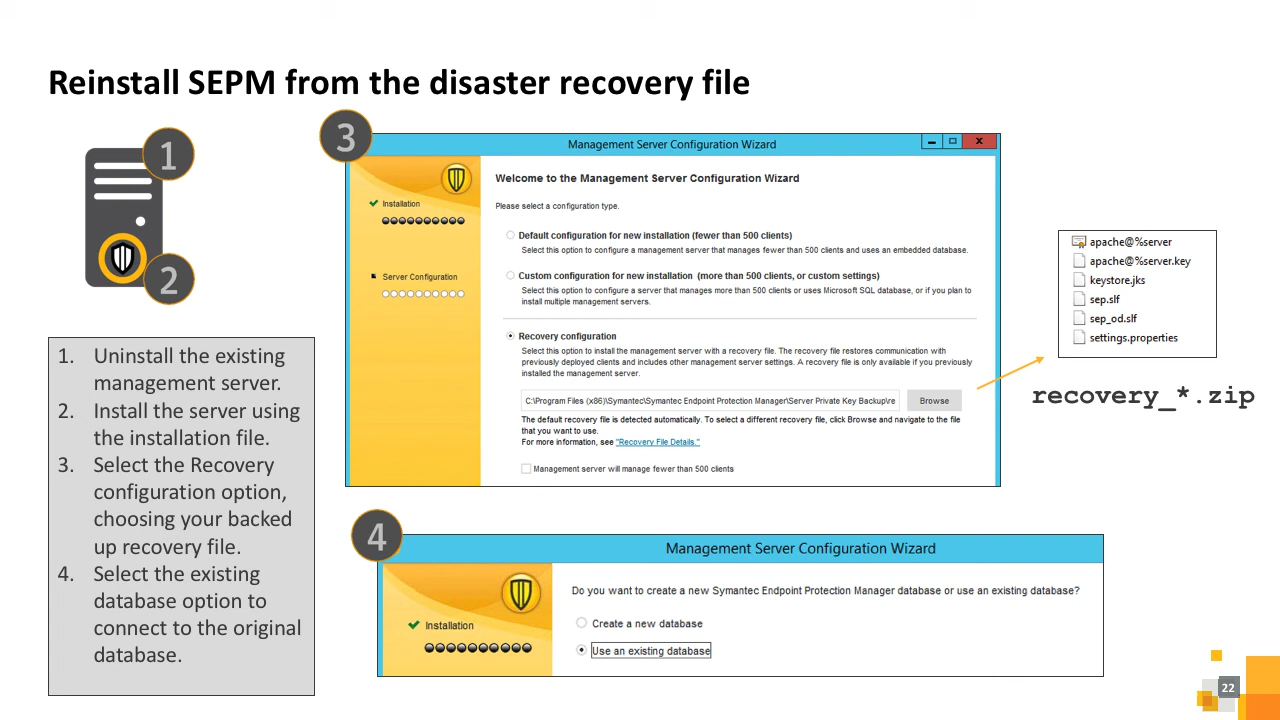 Reinstall SEPM from the disaster recovery file
1
2
1. Uninstall the existing
management server.
2. Install the server using
the installation file.
3. Select the Recovery
configuration option,
choosing your backed
up recovery file.
4. Select the existing
database option to
connect to the original
database.
3
Management Server Configuration Wizard
Installation
Server Configuration
Welcome to the Management Server Configuration Wizard
Please select a configuration type.
Default configuration for new installation (fewer than 500 clients)
Select this option to configure a management server that manages fewer than 500 clients and uses an embedded database.
Custom configuration for new installation (more than 500 clients, or custom settings)
Select this option to configure a server that manages more than 500 clients or uses Microsoft SQL database, or if you plan to
install multiple management servers.
Recovery configuration
Select this option to install the management server with a recovery file. The recovery file restores communication with
previously deployed clients and includes other management server settings. A recovery file is only available if you previously
installed the management server.
C:\Program Files (x86)\Symantec\Symantec Endpoint Protection Manager\Server Private Key Backup\re
Browse
The default recovery file is detected automatically. To select a different recovery file, click Browse and navigate to the file
that you want to use.
For more information, see "Recovery File Details."
Management server will manage fewer than 500 clients
apache@%server
apache@%server.key
keystore.jks
sep.slf
sep_od.slf
settings.properties
recovery_*.zip
4
Management Server Configuration Wizard
Installation
Do you want to create a new Symantec Endpoint Protection Manager database or use an existing database?
Create a new database
Use an existing database
22